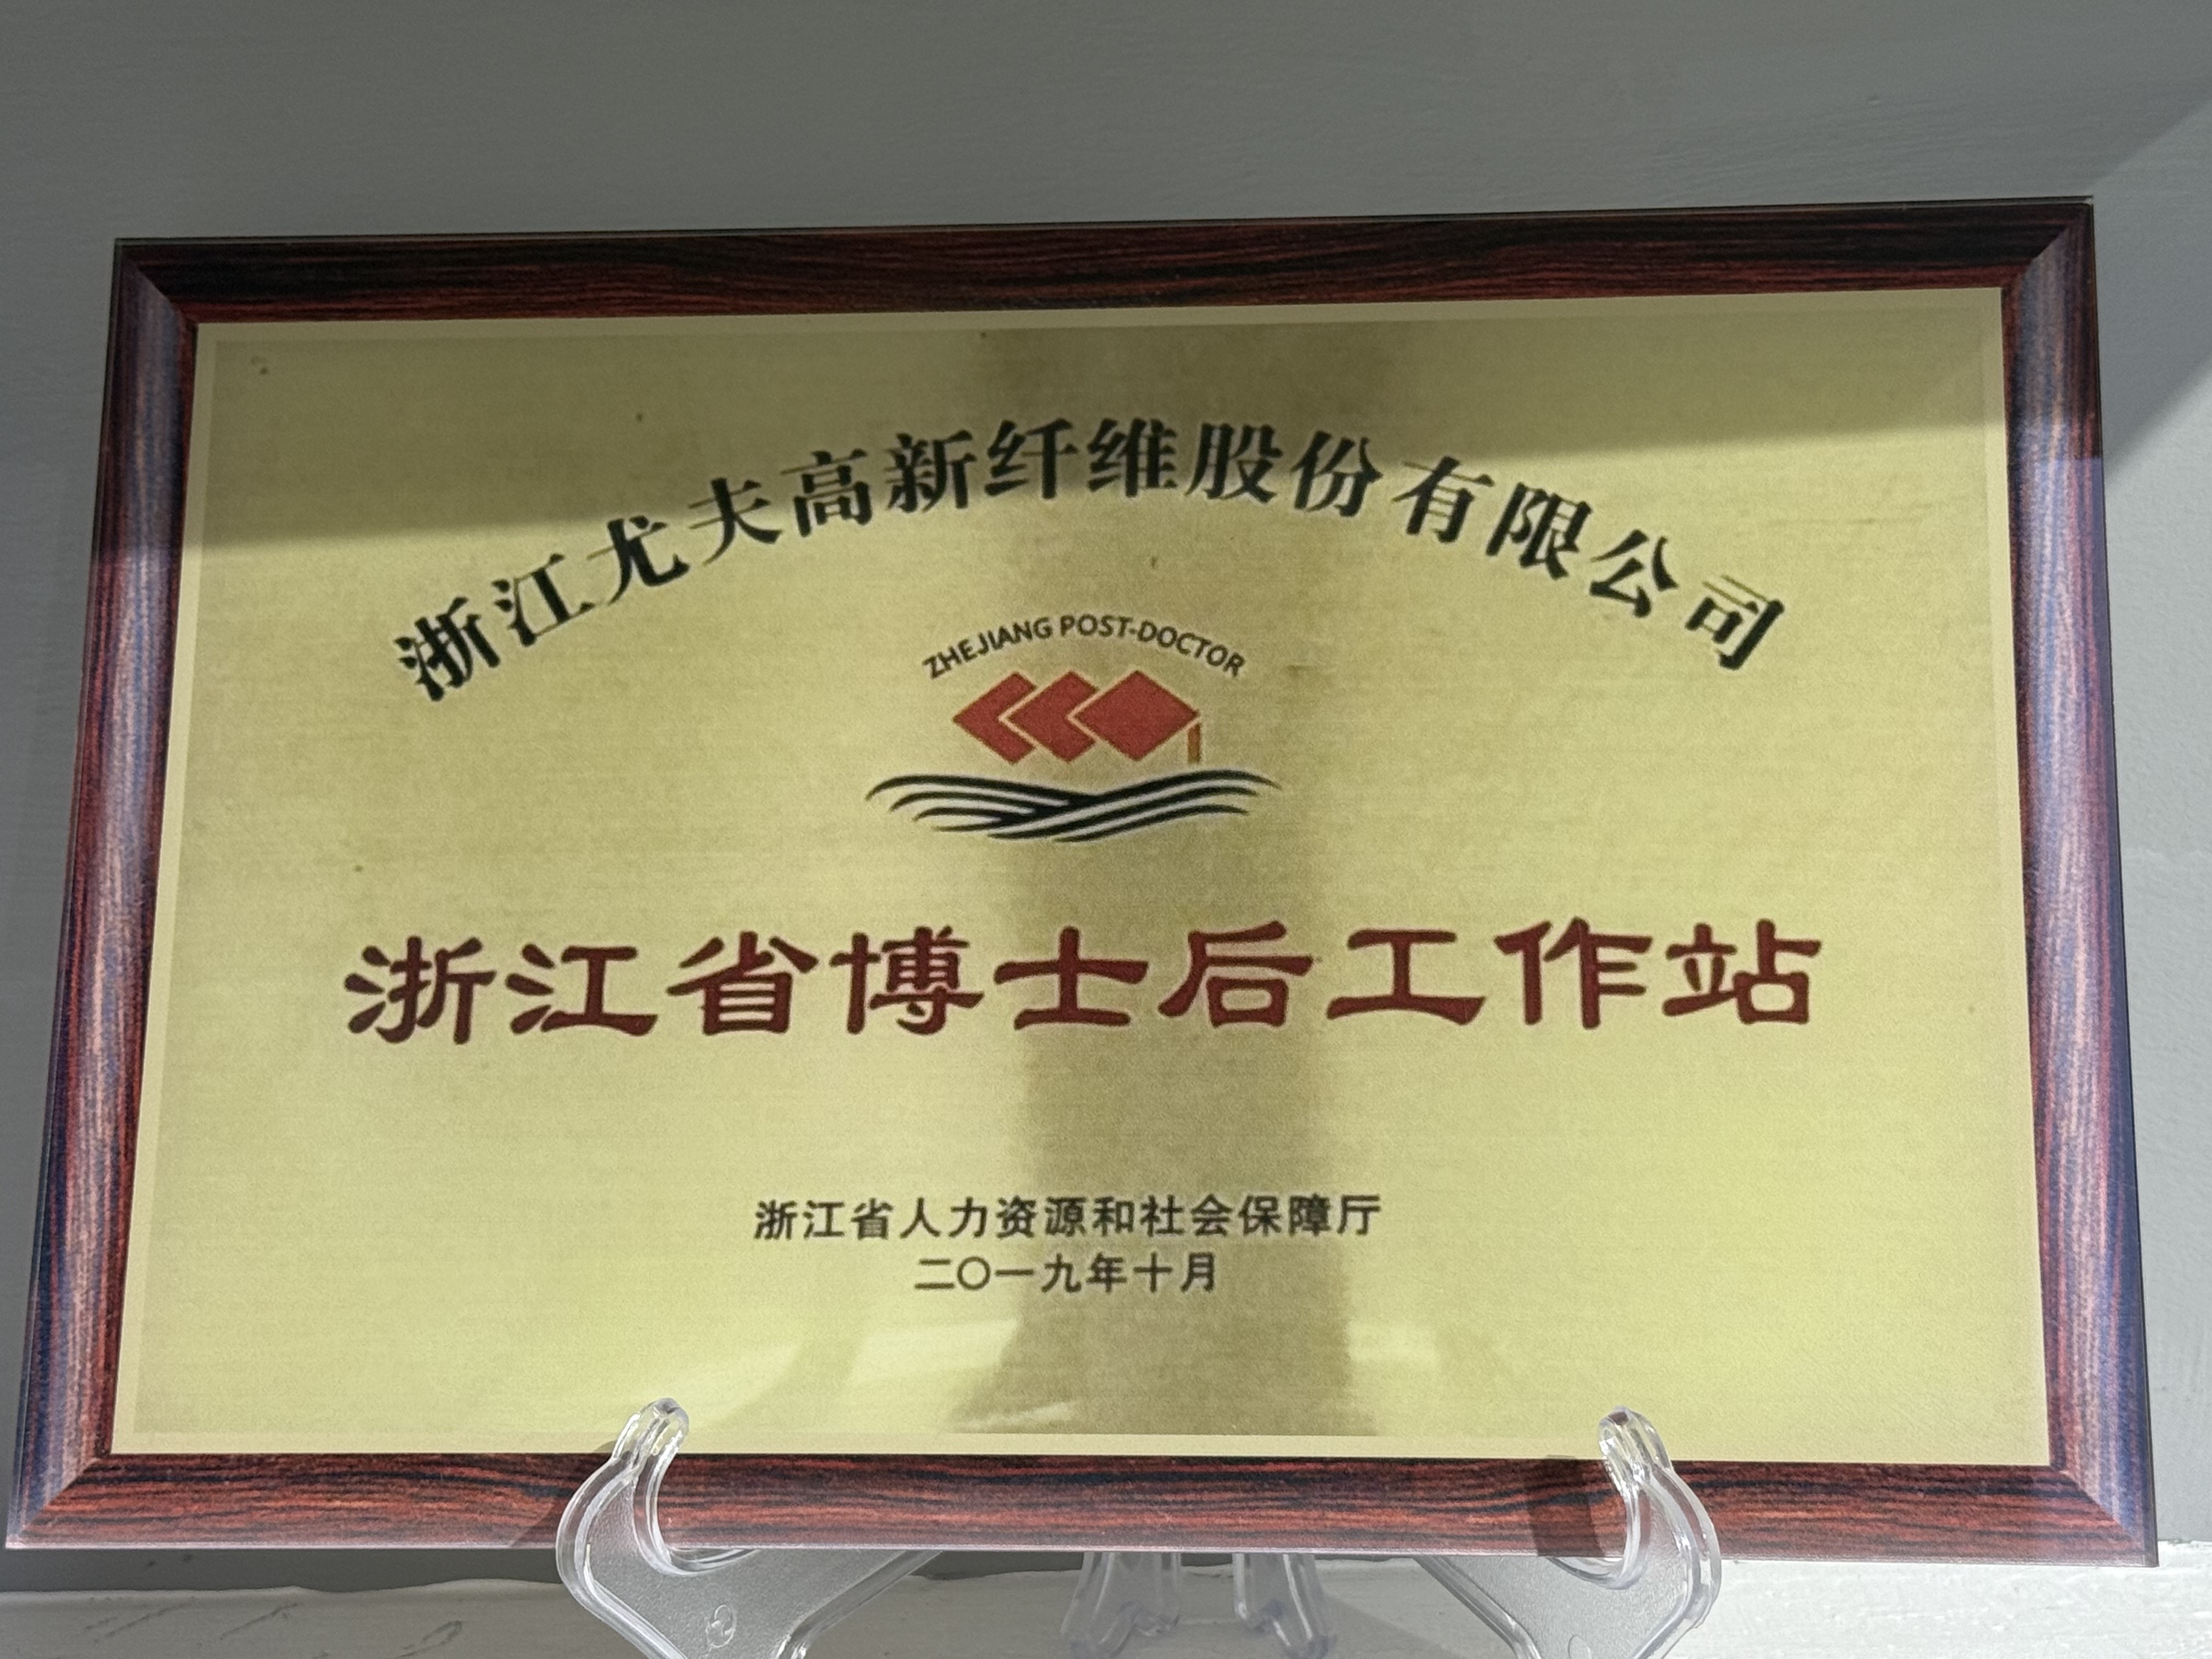 浙江尤夫高新纤维股份有限公司
ZHEJIANG POST-DOCTOR
浙江省博士后工作站
浙江省人力资源和社会保障厅
二〇一九年十月